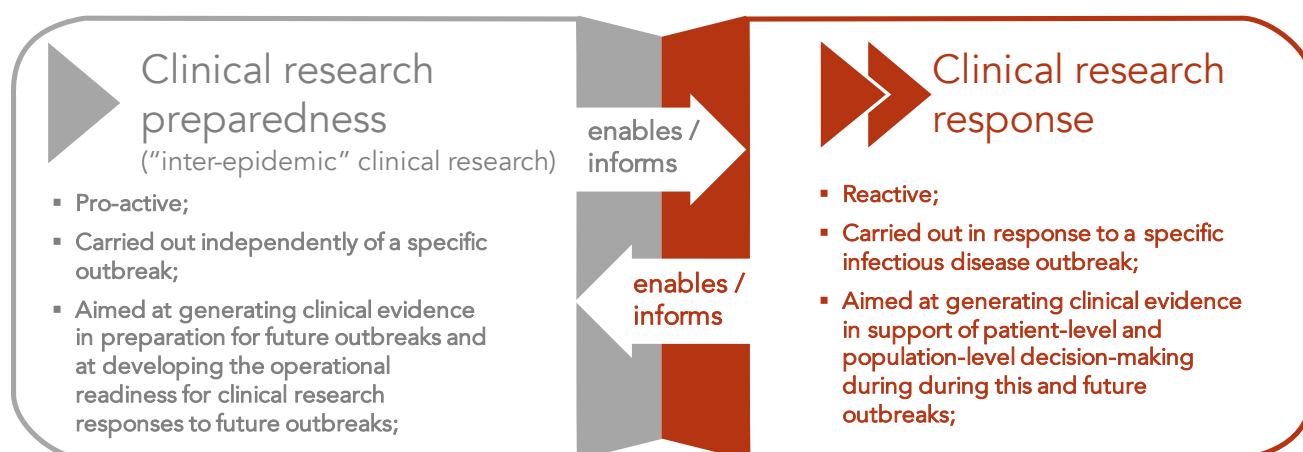 Clinical research
preparedness
(“inter-epidemic” clinical research)
▪ Pro-active;
▪ Carried out independently of a specific
outbreak;
▪ Aimed at generating clinical evidence
in preparation for future outbreaks and
at developing the operational
readiness for clinical research
responses to future outbreaks;
enables /
informs
enables /
informs
Clinical research
response
▪ Reactive;
▪ Carried out in response to a specific
infectious disease outbreak;
▪ Aimed at generating clinical evidence
in support of patient-level and
population-level decision-making
during during this and future
outbreaks;